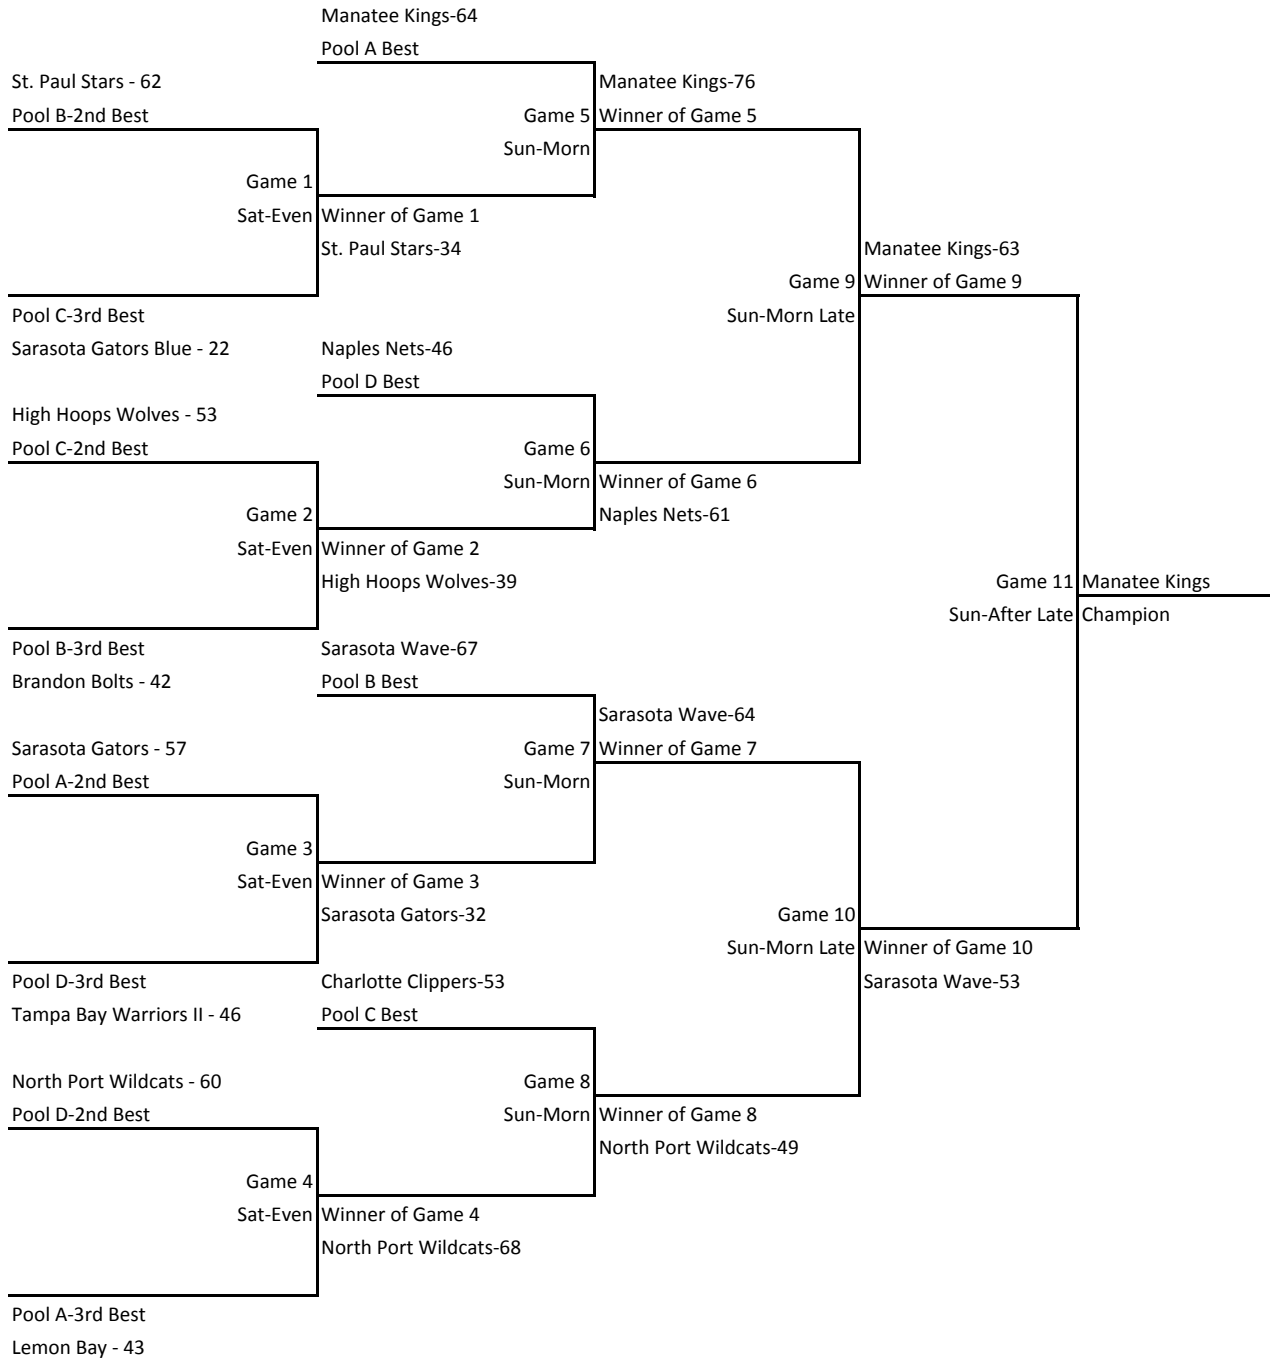 Manatee Kings-64
Pool A Best
St. Paul Stars - 62
Manatee Kings-76
Pool B-2nd Best
Game 5
Winner of Game 5
Sun-Morn
Game 1
Sat-Even
Winner of Game 1
St. Paul Stars-34
Manatee Kings-63
Game 9
Winner of Game 9
Pool C-3rd Best
Sun-Morn Late
Sarasota Gators Blue - 22
Naples Nets-46
Pool D Best
High Hoops Wolves - 53
Pool C-2nd Best
Game 6
Sun-Morn
Winner of Game 6
Game 2
Naples Nets-61
Sat-Even
Winner of Game 2
High Hoops Wolves-39
Game 11
Manatee Kings
Sun-After Late
Champion
Pool B-3rd Best
Sarasota Wave-67
Brandon Bolts - 42
Pool B Best
Sarasota Wave-64
Sarasota Gators - 57
Game 7
Winner of Game 7
Pool A-2nd Best
Sun-Morn
Game 3
Sat-Even
Winner of Game 3
Sarasota Gators-32
Game 10
Sun-Morn Late
Winner of Game 10
Pool D-3rd Best
Charlotte Clippers-53
Sarasota Wave-53
Tampa Bay Warriors II - 46
Pool C Best
North Port Wildcats - 60
Game 8
Pool D-2nd Best
Sun-Morn
Winner of Game 8
North Port Wildcats-49
Game 4
Sat-Even
Winner of Game 4
North Port Wildcats-68
Pool A-3rd Best
Lemon Bay - 43